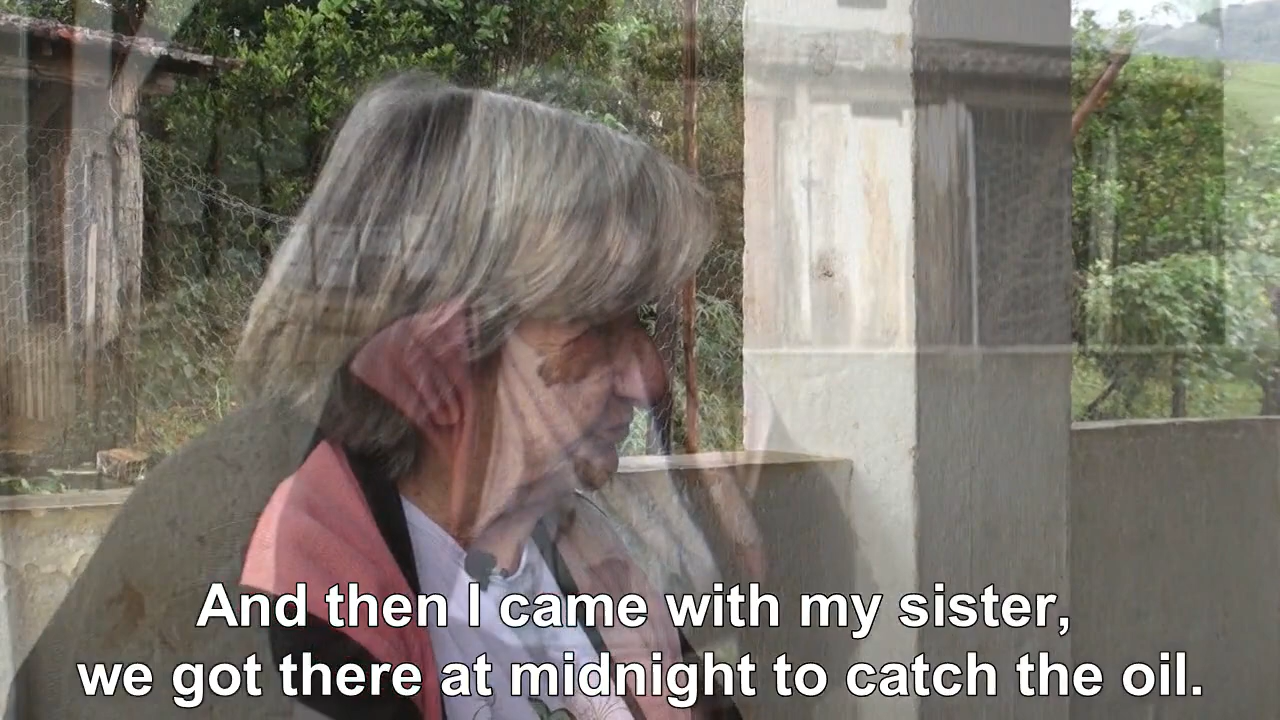 And then I came with my sister,
we got there at midnight to catch the oil.